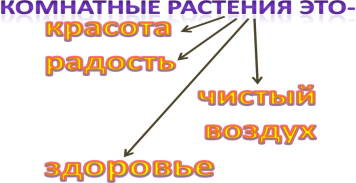 КОМНАТНЫЕ РАСТЕНИЯ ЭТО-
красота
радость
чистый
воздух
здоровье